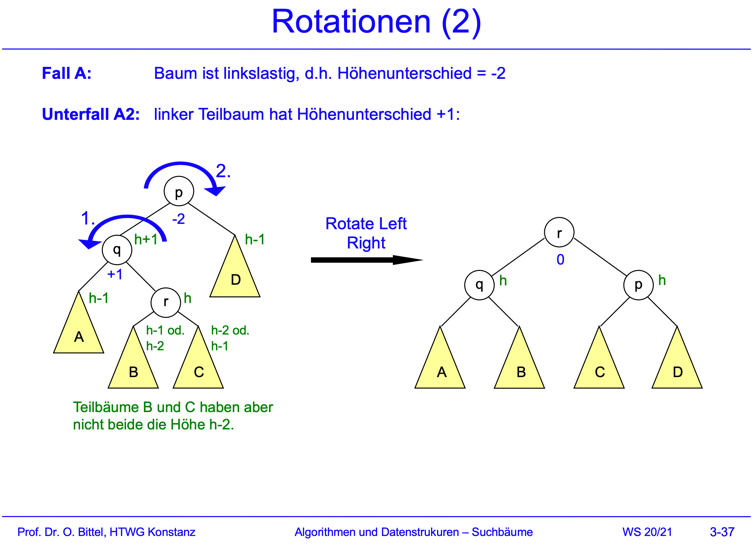 Rotationen (2)
Fall A: Baum ist linkslastig, d.h. Höhenunterschied = -2
Unterfall A2: linker Teilbaum hat Höhenunterschied +1:
2.
p
-2
1.
q
h+1
h-1
+1
D
h-1
r
h
A
h-1 od.
h-2
h-2 od.
h-1
B
C
Teilbäume B und C haben aber
nicht beide die Höhe h-2.
Rotate Left
Right
r
0
q
h
p
h
A
B
C
D
Prof. Dr. O. Bittel, HTWG Konstanz
Algorithmen und Datenstrukuren – Suchbäume
WS 20/21
3-37